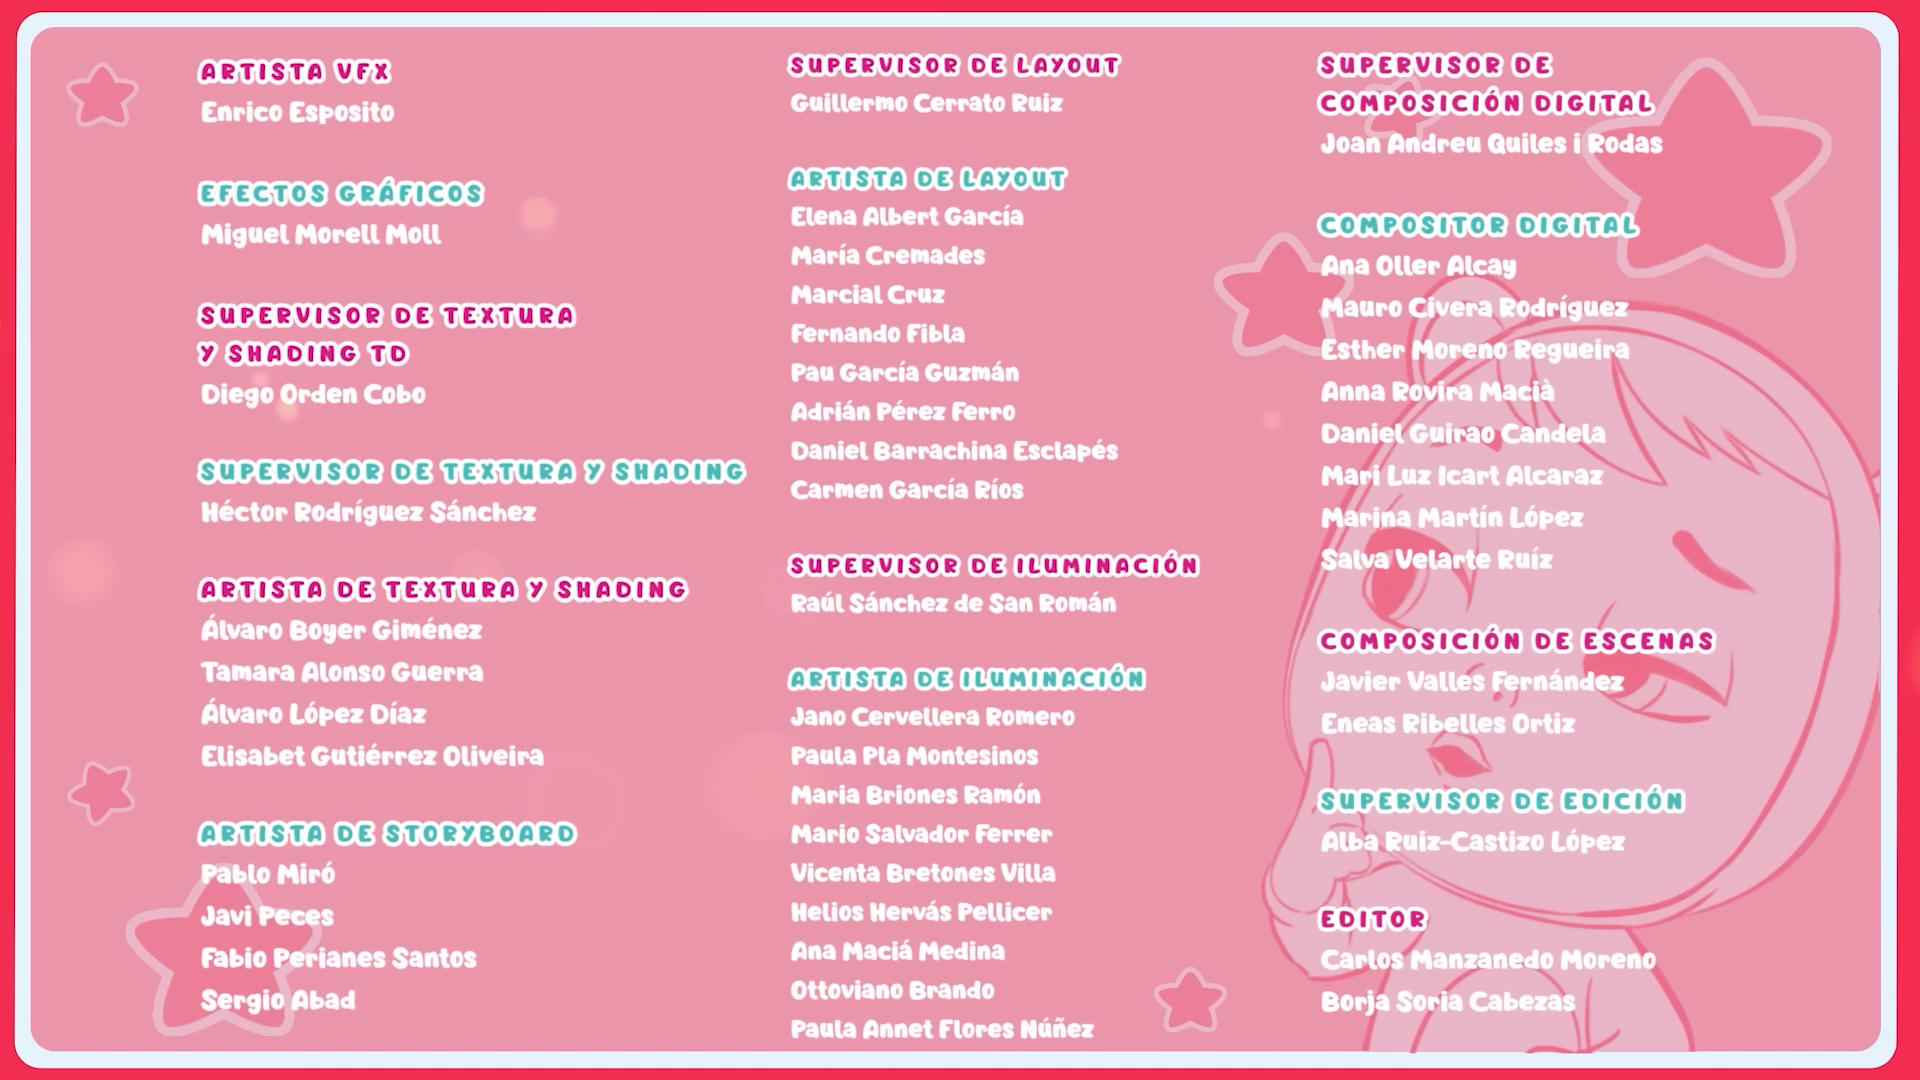 ARTISTA VFX
Enrico Esposito
EFECTOS GRÁFICOS
Miguel Morell Moll
SUPERVISOR DE TEXTURA
Y SHADING TD
Diego Orden Cobo
SUPERVISOR DE TEXTURA Y SHADING
Héctor Rodríguez Sánchez
ARTISTA DE TEXTURA Y SHADING
Álvaro Boyer Giménez
Tamara Alonso Guerra
Álvaro López Díaz
Elisabet Gutiérrez Oliveira
ARTISTA DE STORYBOARD
Pablo Miró
Javi Peces
Fabio Perianes Santos
Sergio Abad
SUPERVISOR DE LAYOUT
Guillermo Cerrato Ruiz
ARTISTA DE LAYOUT
Elena Albert García
María Cremades
Marcial Cruz
Fernando Fibla
Pau García Guzmán
Adrián Pérez Ferro
Daniel Barrachina Esclapés
Carmen García Ríos
SUPERVISOR DE ILUMINACIÓN
Raúl Sánchez de San Román
ARTISTA DE ILUMINACIÓN
Jano Cervellera Romero
Paula Pla Montesinos
Maria Briones Ramón
Mario Salvador Ferrer
Vicenta Bretones Villa
Helios Hervás Pellicer
Ana Maciá Medina
Ottoviano Brando
Paula Annet Flores Núñez
SUPERVISOR DE
COMPOSICIÓN DIGITAL
Joan Andreu Quiles i Rodas
COMPOSITOR DIGITAL
Ana Oller Alcay
Mauro Civera Rodríguez
Esther Moreno Regueira
Anna Rovira Macià
Daniel Guirao Candela
Mari Luz Icart Alcaraz
Marina Martín López
Salva Velarte Ruíz
COMPOSICIÓN DE ESCENAS
Javier Valles Fernández
Eneas Ribelles Ortiz
SUPERVISOR DE EDICIÓN
Alba Ruiz-Castizo López
EDITOR
Carlos Manzanedo Moreno
Borja Soria Cabezas